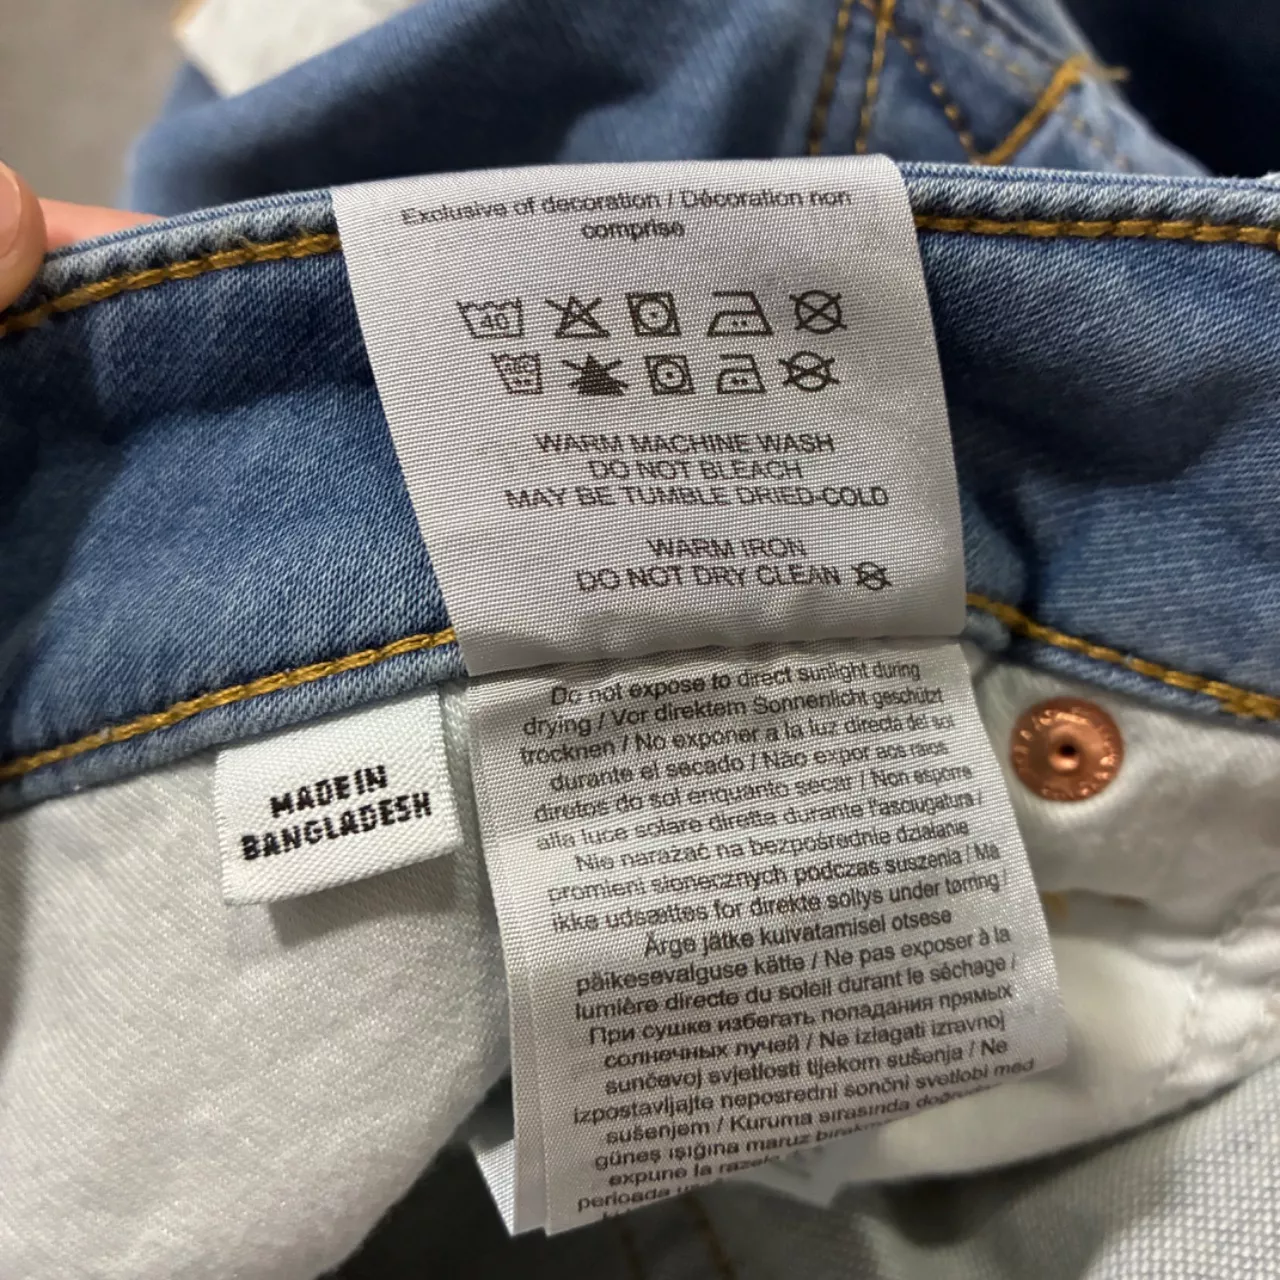 Exclusive of decoration / Décoration non
comprise
40
WARM MACHINE WASH
DO NOT BLEACH
MAY BE TUMBLE DRIED-COLD
WARM IRON
DO NOT DRY CLEAN
MADE IN
BANGLADESH
Do not expose to direct sunlight during
drying / Vor direktem Sonnenlicht geschützt
trocknen / No exponer a la luz directa del sol
durante el secado / Não expor aos raios
diretos do sol enquanto secar / Non esporre
alla luce solare diretta durante l'asciugatura /
Nie narażać na bezpośrednie działanie
promieni słonecznych podczas suszenia / Må
ikke udsættes for direkte sollys under tørring /
Ärge jätke kuivatamisel otsese
päikesevalguse kätte / Ne pas exposer à la
lumière directe du soleil durant le séchage /
При сушке избегать попадания прямых
солнечных лучей / Ne izlagati izravnoj
sunčevoj svjetlosti tijekom sušenja / Ne
izpostavljajte neposredni sončni svetlobi med
sušenjem / Kuruma sırasında doğrudan
güneş ışığına maruz
expune la razele
perioada